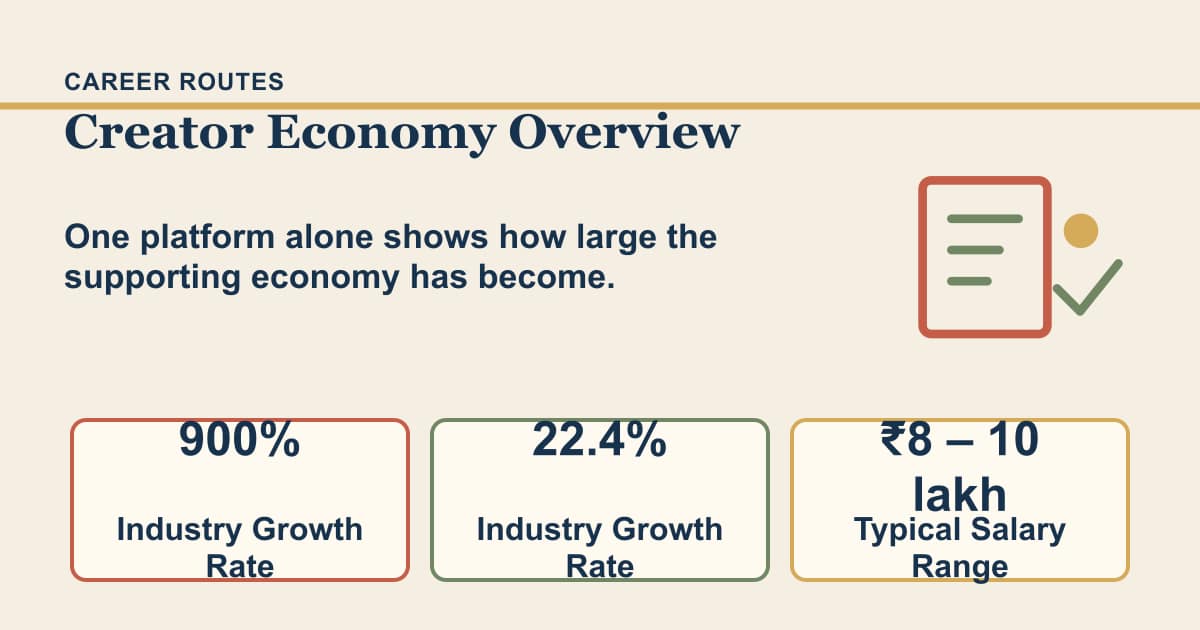 CAREER ROUTES
Creator Economy Overview
One platform alone shows how large the
supporting economy has become.
900%
Industry Growth
Rate
22.4%
Industry Growth
Rate
₹8 – 10
lakh
Typical Salary
Range